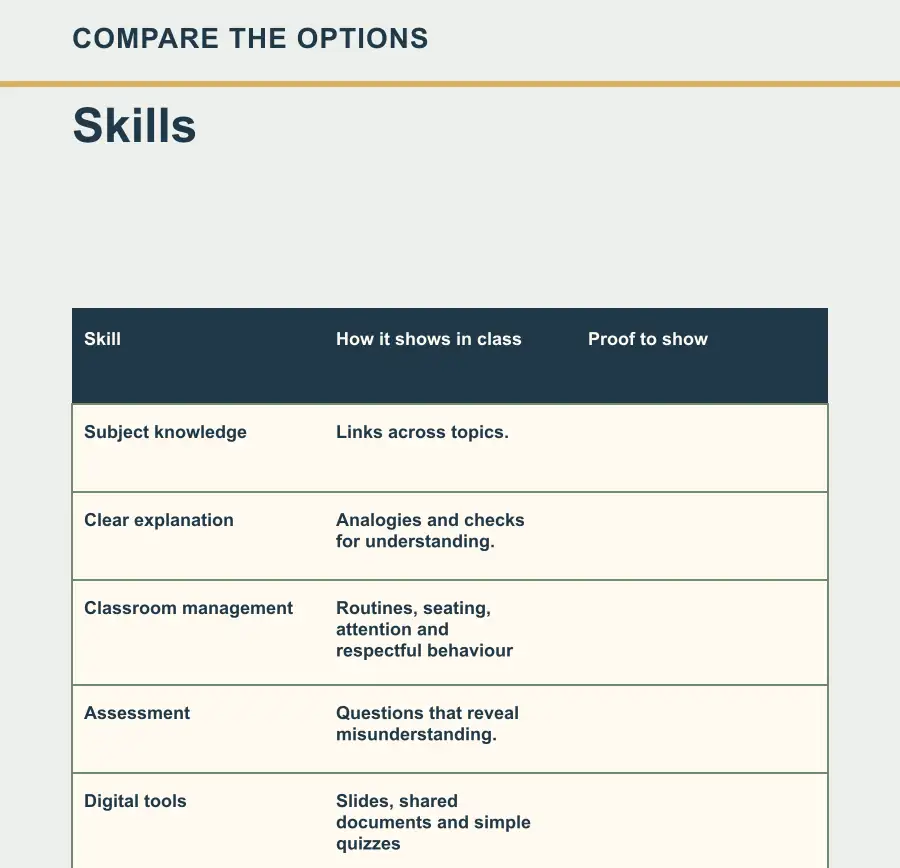 COMPARE THE OPTIONS
Skills
Skill How it shows in class Proof to show
Subject knowledge Links across topics.
Clear explanation Analogies and checks
for understanding.
Classroom management Routines, seating,
attention and
respectful behaviour
Assessment Questions that reveal
misunderstanding.
Digital tools Slides, shared
documents and simple
quizzes